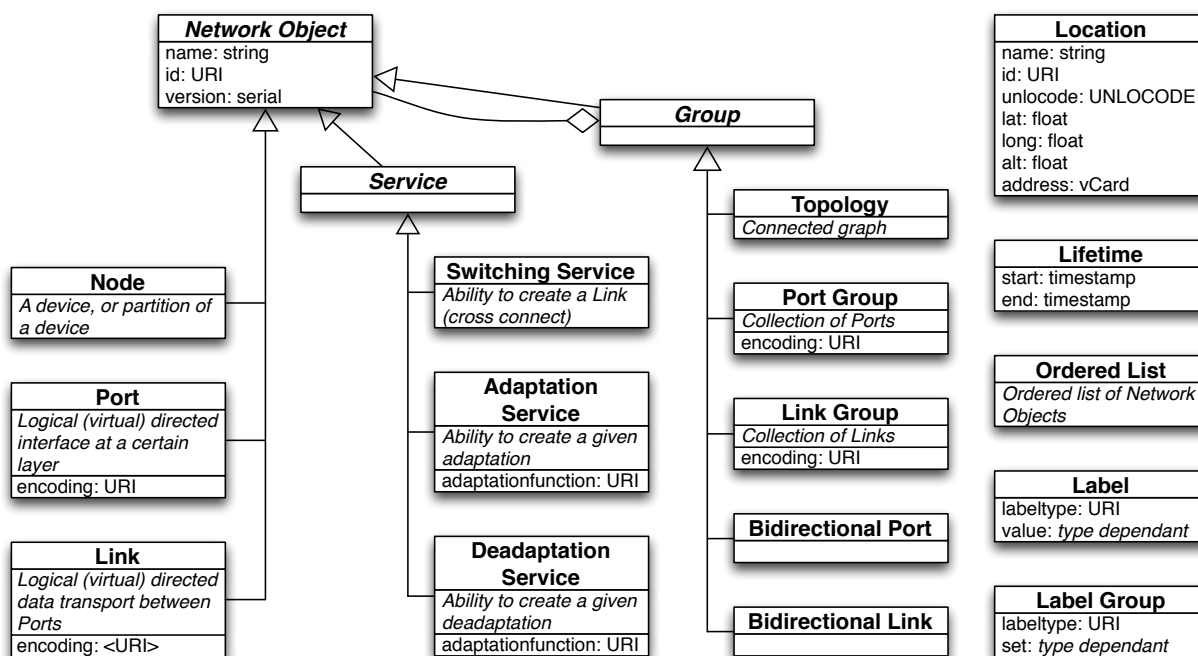 Network Object
name: string
id: URI
version: serial
Group
Service
Node
A device, or partition of
a device
Port
Logical (virtual) directed
interface at a certain
layer
encoding: URI
Link
Logical (virtual) directed
data transport between
Ports
encoding: <URI>
Switching Service
Ability to create a Link
(cross connect)
Adaptation
Service
Ability to create a given
adaptation
adaptationfunction: URI
Deadaptation
Service
Ability to create a given
deadaptation
adaptationfunction: URI
Topology
Connected graph
Port Group
Collection of Ports
encoding: URI
Link Group
Collection of Links
encoding: URI
Bidirectional Port
Bidirectional Link
Location
name: string
id: URI
unlocode: UNLOCODE
lat: float
long: float
alt: float
address: vCard
Lifetime
start: timestamp
end: timestamp
Ordered List
Ordered list of Network
Objects
Label
labeltype: URI
value: type dependant
Label Group
labeltype: URI
set: type dependant